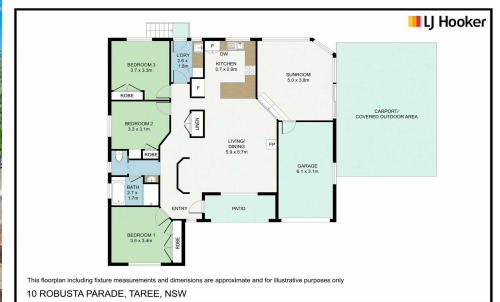 LJ Hooker
BEDROOM 3
3.7 x 3.3m
ROBE
L'DRY
2.6 x
1.8m
P
DW
KITCHEN
3.7 x 2.9m
F
SUNROOM
5.0 x 3.8m
CARPORT/
COVERED OUTDOOR AREA
BEDROOM 2
3.3 x 3.1m
ROBE
LINEN
LIVING/
DINING
5.9 x 5.7m
FP
GARAGE
6.1 x 3.1m
BATH
2.7 x
1.7m
ENTRY
PATIO
BEDROOM 1
3.5 x 3.4m
ROBE
This floorplan including fixture measurements and dimensions are approximate and for illustrative purposes only
10 ROBUSTA PARADE, TAREE, NSW